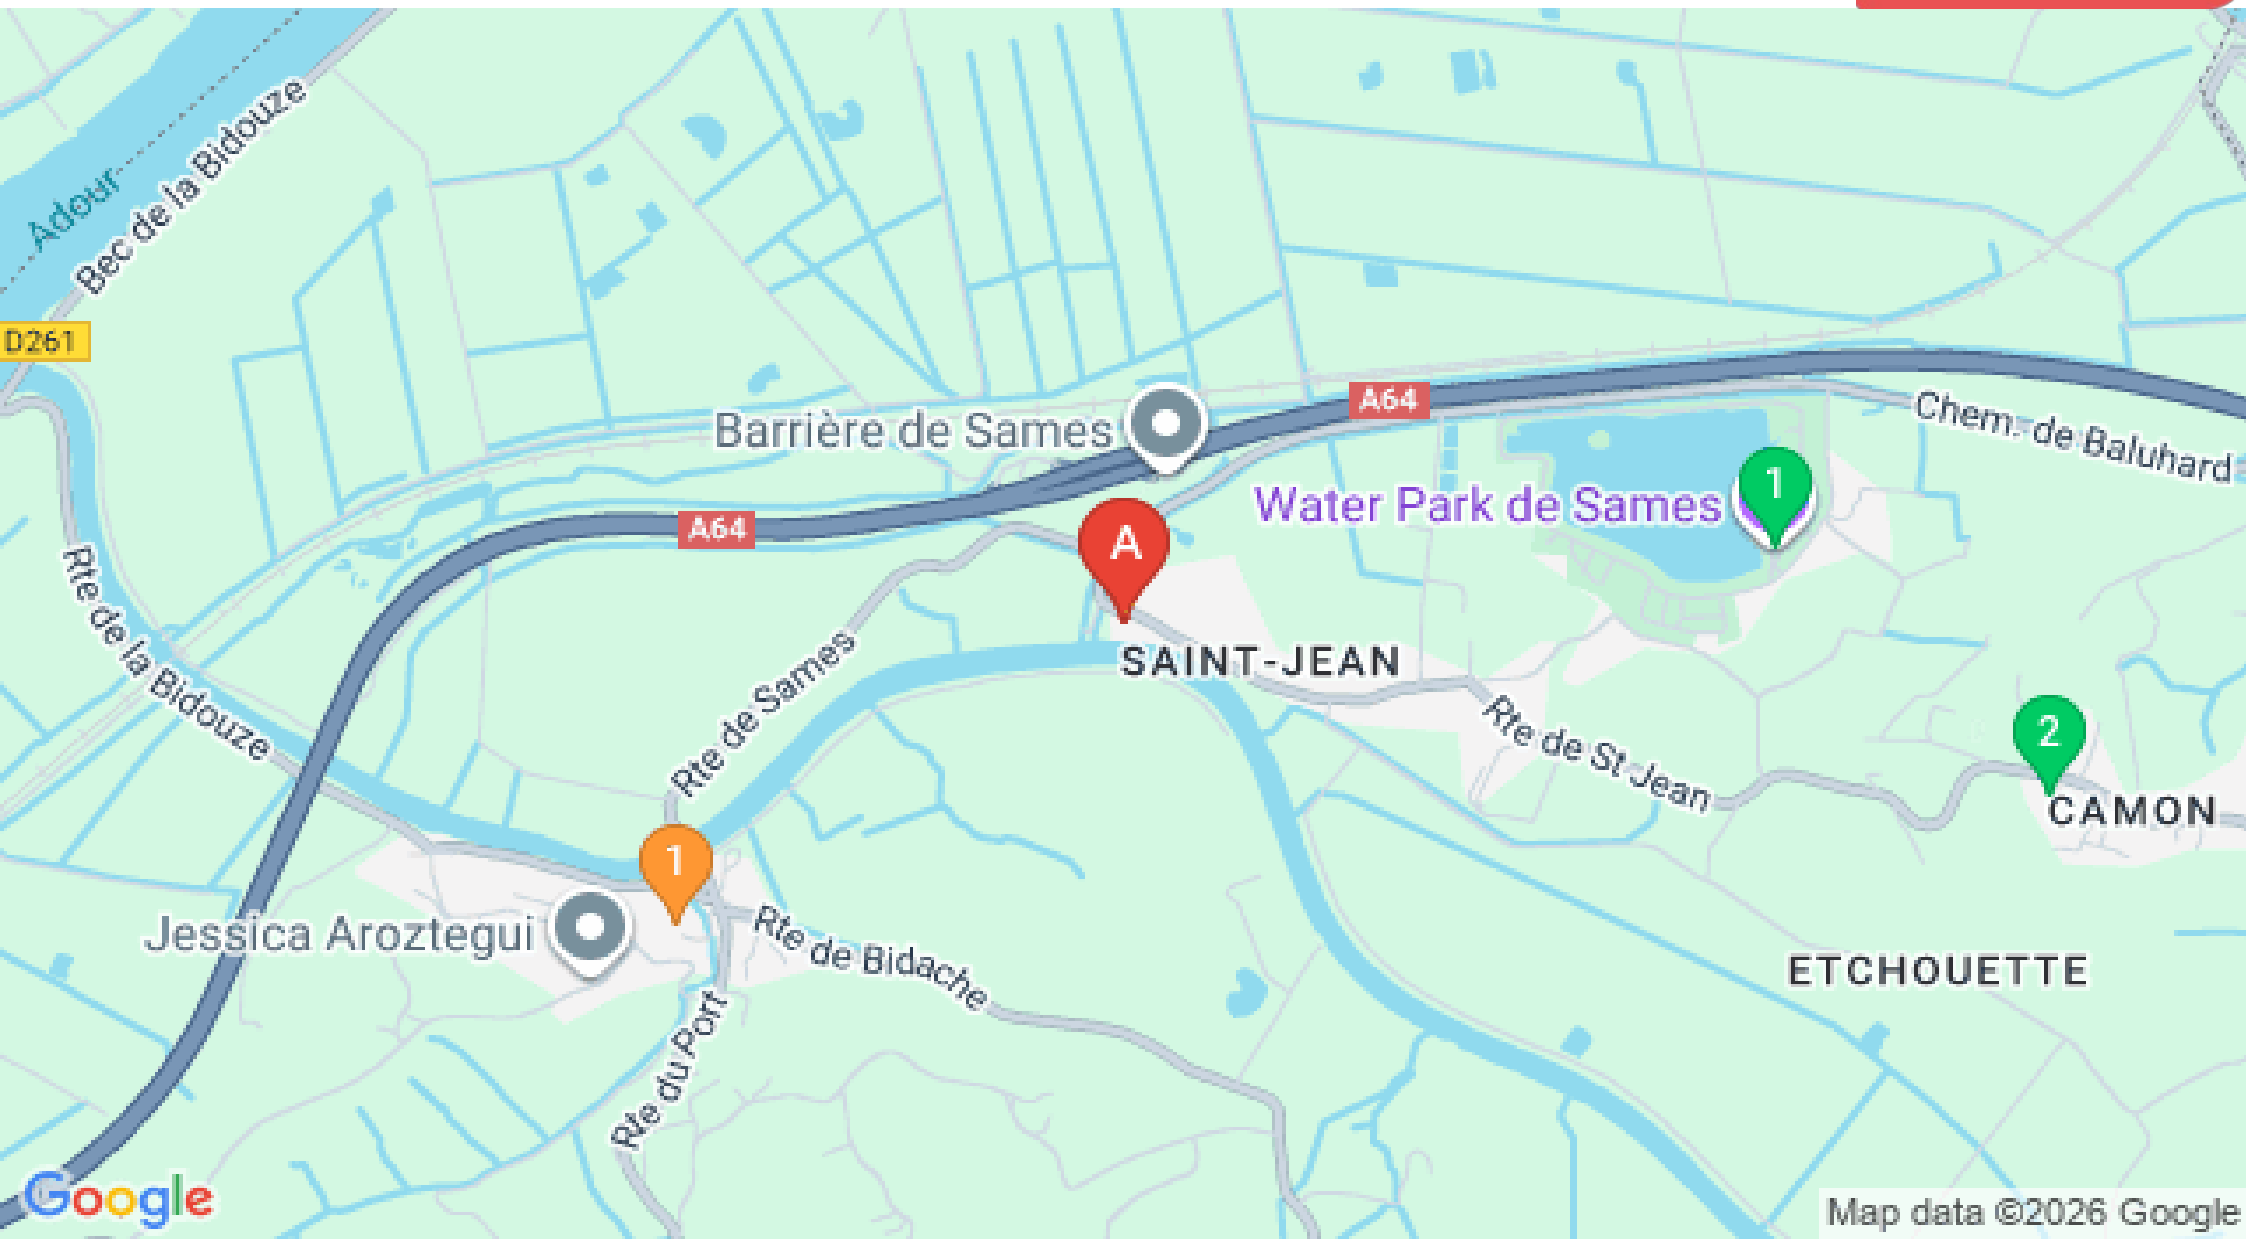 Adour
Bec de la Bidouze
D261
Barrière de Sames
A64
Chem. de Baluhard
1
Water Park de Sames
A64
A
Rte de la Bidouze
Rte de Sames
SAINT-JEAN
Rte de St Jean
2
CAMON
1
Jessica Aroztegui
Rte de Bidache
ETCHOUETTE
Rte du Port
Google
Map data ©2026 Google